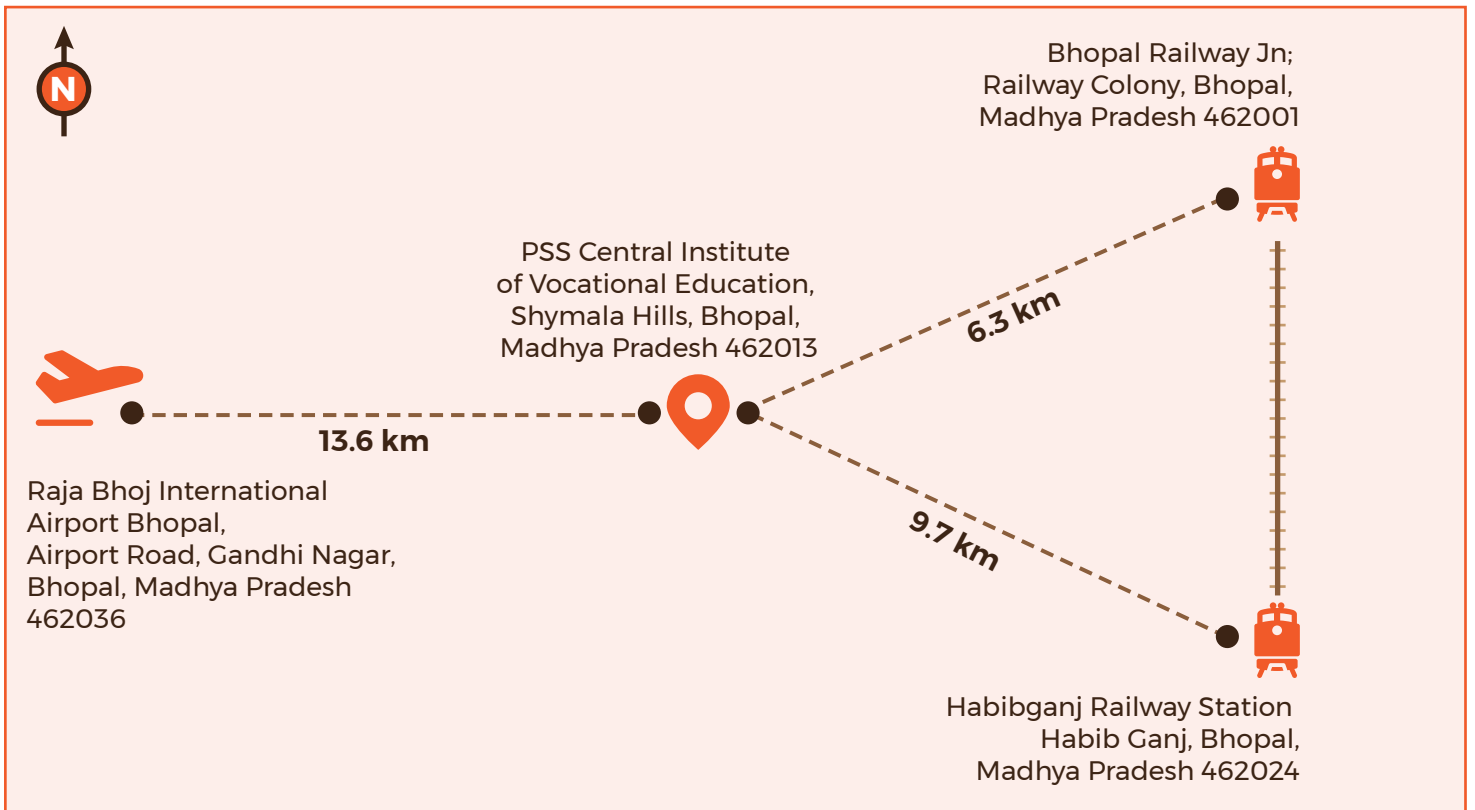 N
Bhopal Railway Jn;
Railway Colony, Bhopal,
Madhya Pradesh 462001
PSS Central Institute
of Vocational Education,
Shymala Hills, Bhopal,
Madhya Pradesh 462013
6.3 km
13.6 km
Raja Bhoj International
Airport Bhopal,
Airport Road, Gandhi Nagar,
Bhopal, Madhya Pradesh
462036
9.7 km
Habibganj Railway Station
Habib Ganj, Bhopal,
Madhya Pradesh 462024